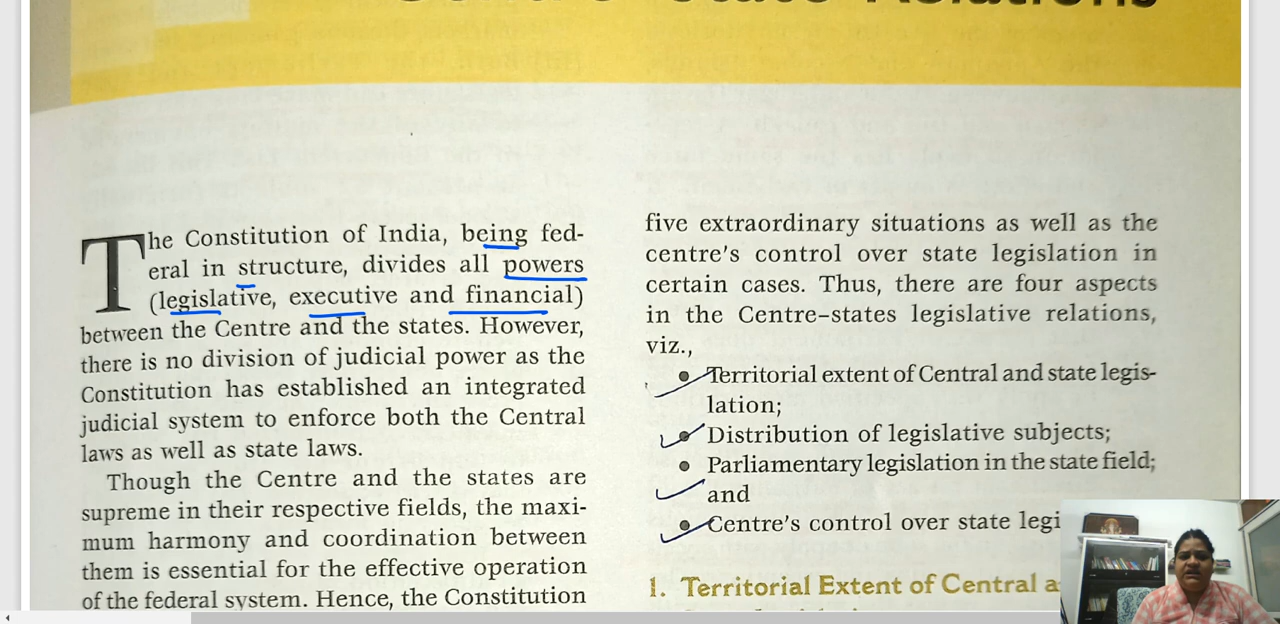 Relations
The Constitution of India, being fed-
eral in structure, divides all powers
(legislative, executive and financial)
between the Centre and the states. However,
there is no division of judicial power as the
Constitution has established an integrated
judicial system to enforce both the Central
laws as well as state laws.
Though the Centre and the states are
supreme in their respective fields, the maxi-
mum harmony and coordination between
them is essential for the effective operation
of the federal system. Hence, the Constitution
five extraordinary situations as well as the
centre's control over state legislation in
certain cases. Thus, there are four aspects
in the Centre–states legislative relations,
viz.,
• Territorial extent of Central and state legis-
lation;
• Distribution of legislative subjects;
• Parliamentary legislation in the state field;
and
• Centre's control over state legi
1. Territorial Extent of Central a